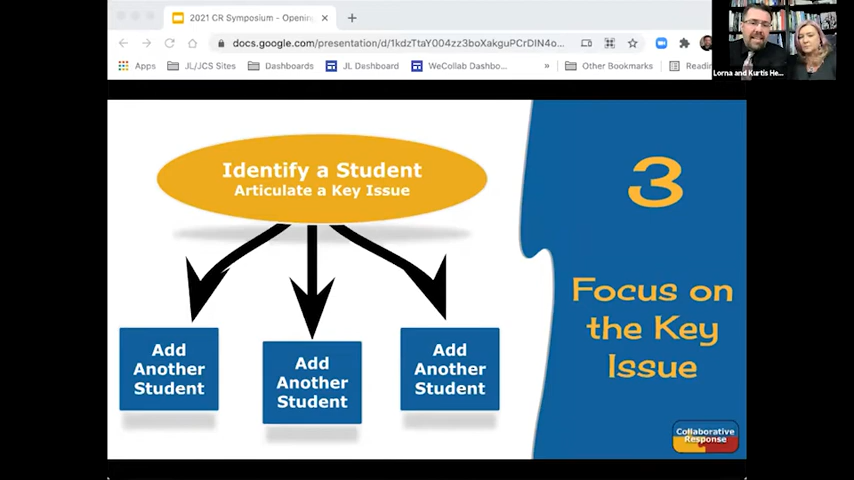 2021 CR Symposium - Openin
docs.google.com/presentation/d/1kdzTtaY004zz3boXakguPCrDIN4o...
Apps
JL/JCS Sites
Dashboards
JL Dashboard
WeCollab Dashbo...
»
Other Bookmarks
Readin
Lorna and Kurtis He...
Identify a Student
Articulate a Key Issue
Add
Another
Student
Add
Another
Student
Add
Another
Student
3
Focus on
the Key
Issue
Collaborative
Response